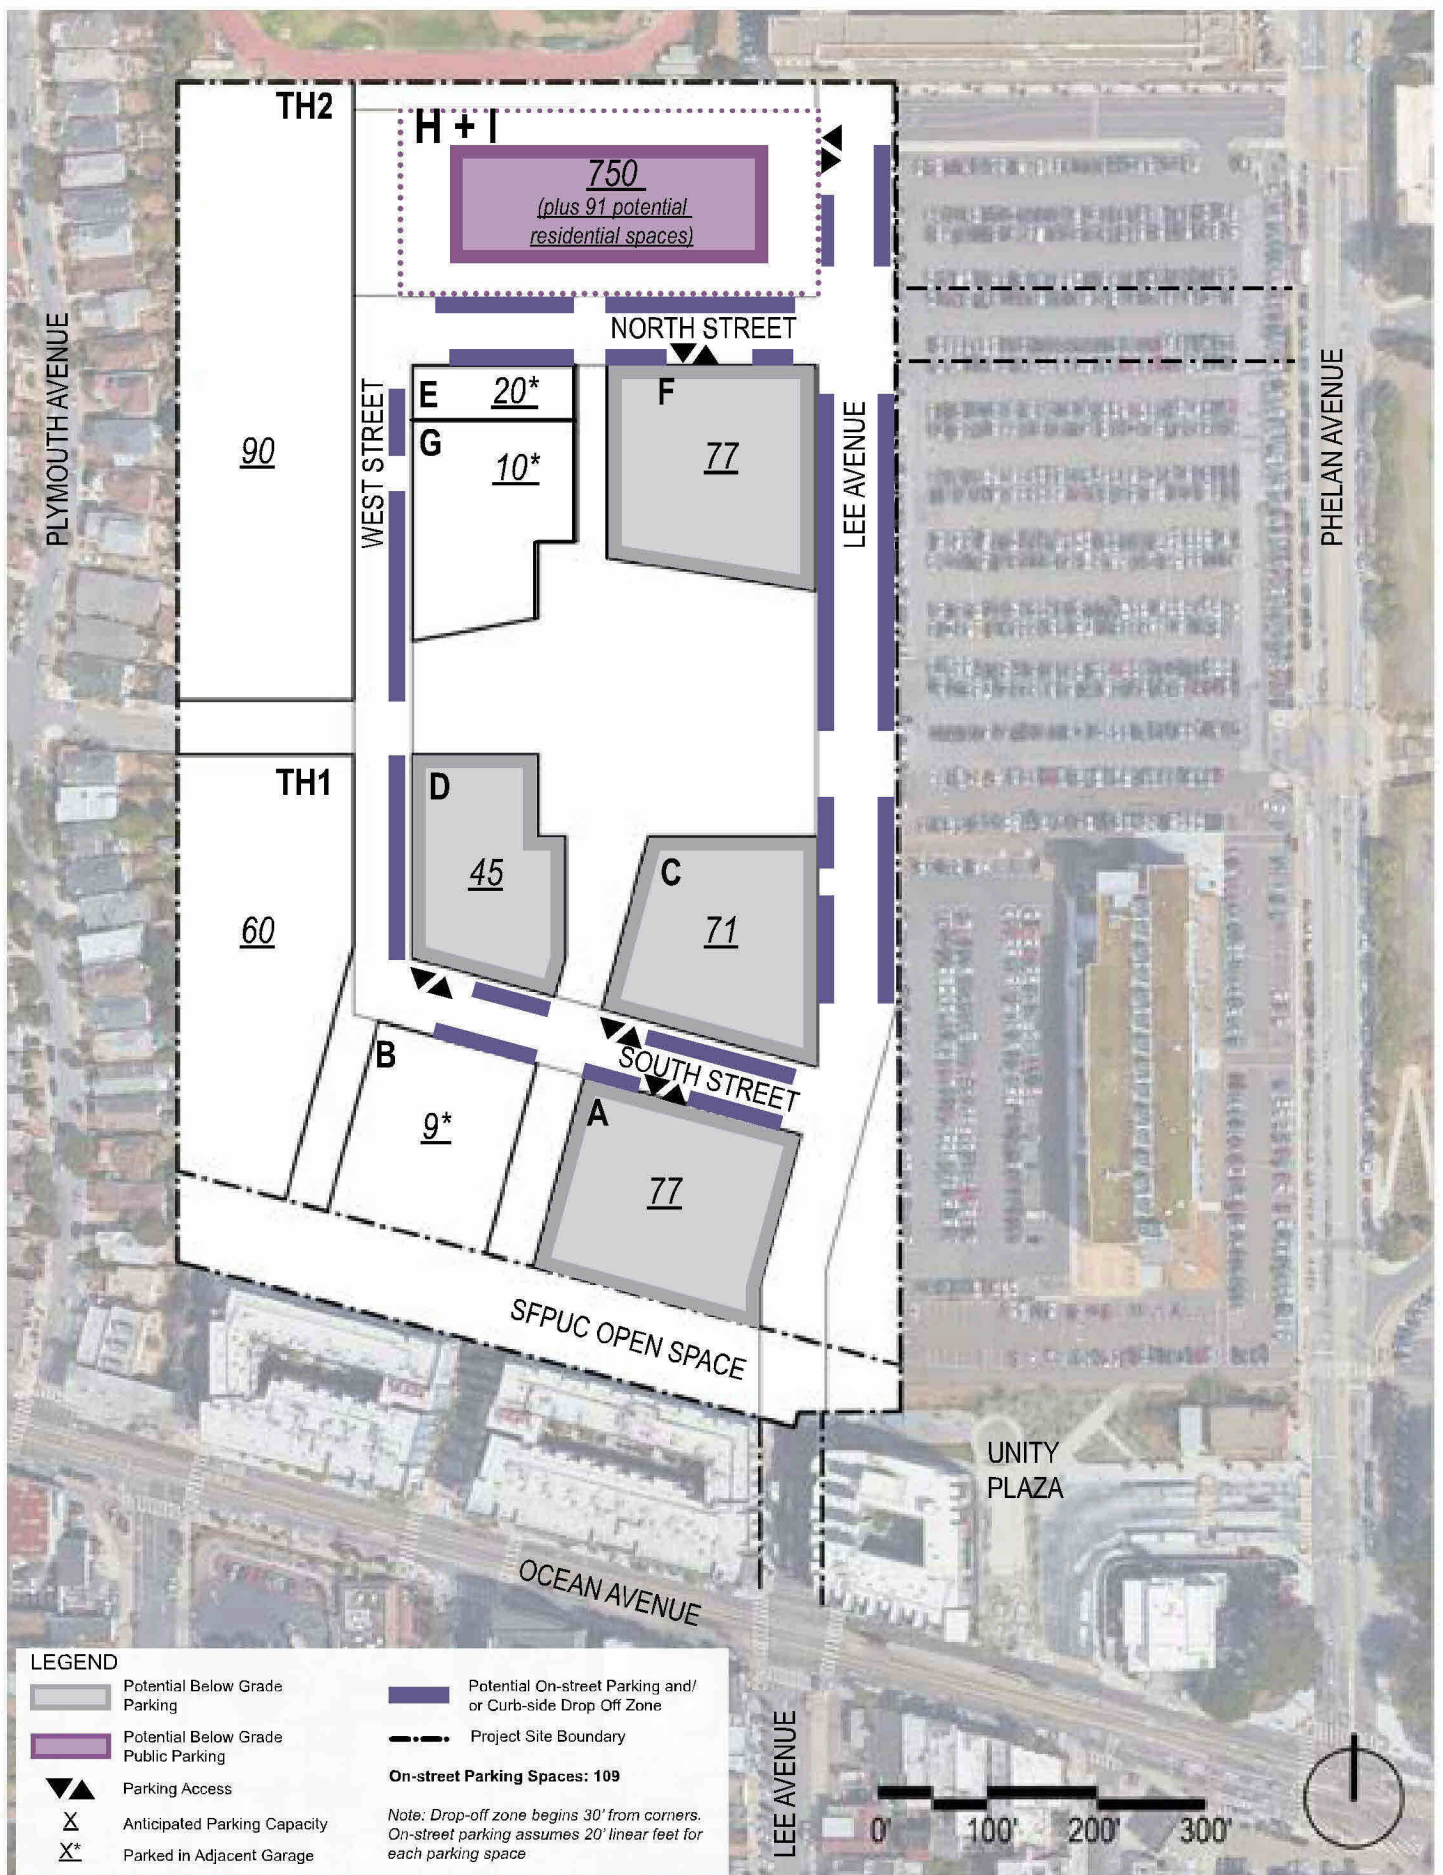 TH2
H + I
750
(plus 91 potential
residential spaces)
NORTH STREET
PLYMOUTH AVENUE
WEST STREET
E
20*
F
G
10*
77
90
LEE AVENUE
PHELAN AVENUE
TH1
D
45
C
71
60
SOUTH STREET
B
9*
A
77
SFPUC OPEN SPACE
UNITY
PLAZA
OCEAN AVENUE
LEE AVENUE
LEGEND
Potential Below Grade
Parking
Potential Below Grade
Public Parking
Parking Access
X
Anticipated Parking Capacity
X*
Parked in Adjacent Garage
Potential On-street Parking and/
or Curb-side Drop Off Zone
Project Site Boundary
On-street Parking Spaces: 109
Note: Drop-off zone begins 30' from corners.
On-street parking assumes 20' linear feet for
each parking space
0' 100' 200' 300'